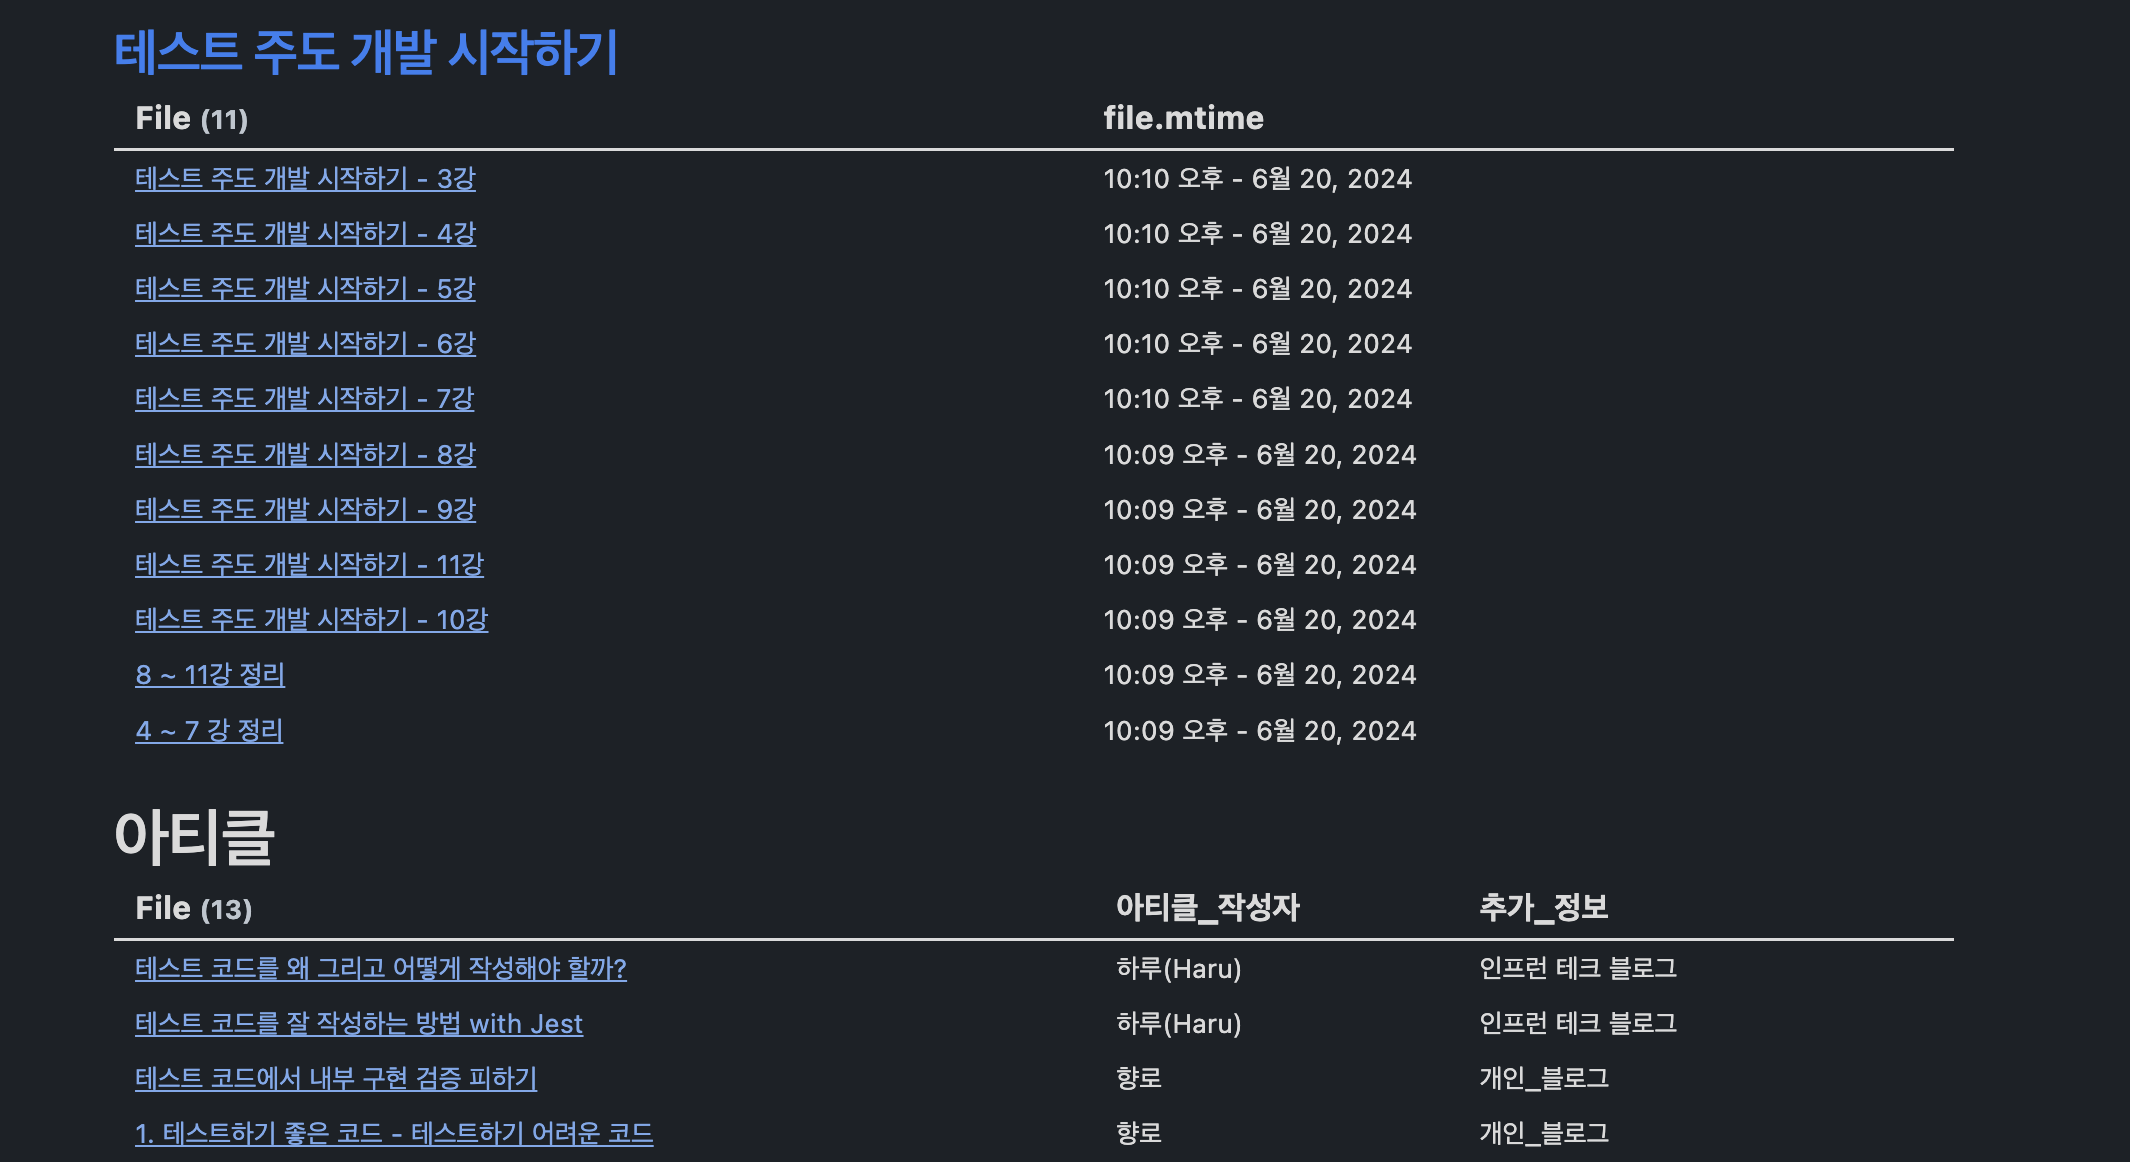 테스트 주도 개발 시작하기
File (11) file.mtime
테스트 주도 개발 시작하기 - 3강 10:10 오후 - 6월 20, 2024
테스트 주도 개발 시작하기 - 4강 10:10 오후 - 6월 20, 2024
테스트 주도 개발 시작하기 - 5강 10:10 오후 - 6월 20, 2024
테스트 주도 개발 시작하기 - 6강 10:10 오후 - 6월 20, 2024
테스트 주도 개발 시작하기 - 7강 10:10 오후 - 6월 20, 2024
테스트 주도 개발 시작하기 - 8강 10:09 오후 - 6월 20, 2024
테스트 주도 개발 시작하기 - 9강 10:09 오후 - 6월 20, 2024
테스트 주도 개발 시작하기 - 11강 10:09 오후 - 6월 20, 2024
테스트 주도 개발 시작하기 - 10강 10:09 오후 - 6월 20, 2024
8 ~ 11강 정리 10:09 오후 - 6월 20, 2024
4 ~ 7 강 정리 10:09 오후 - 6월 20, 2024
아티클
File (13) 아티클_작성자 추가_정보
테스트 코드를 왜 그리고 어떻게 작성해야 할까? 하루(Haru) 인프런 테크 블로그
테스트 코드를 잘 작성하는 방법 with Jest 하루(Haru) 인프런 테크 블로그
테스트 코드에서 내부 구현 검증 피하기 향로 개인_블로그
1. 테스트하기 좋은 코드 - 테스트하기 어려운 코드 향로 개인_블로그